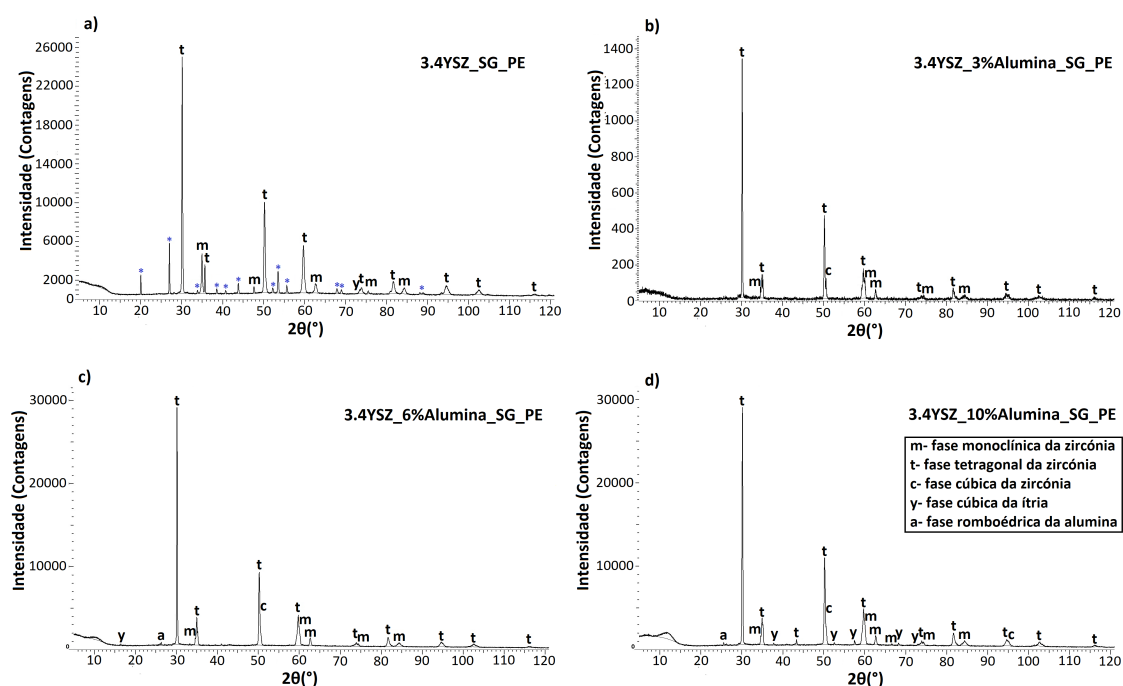 a)
3.4YSZ_SG_PE
Intensidade (Contagens)
26000
22000
18000
14000
10000
6000
2000
0
t
* * m t * * * * m t * * * t m * * y t m t m * t t t
10 20 30 40 50 60 70 80 90 100 110 120
2θ(°)
b)
3.4YSZ_3%Alumina_SG_PE
Intensidade (Contagens)
1400
1200
1000
800
600
400
200
0
t
m t t c t m m t m t m t t t
10 20 30 40 50 60 70 80 90 100 110 120
2θ(°)
c)
3.4YSZ_6%Alumina_SG_PE
Intensidade (Contagens)
30000
20000
10000
0
t
y a m t t c t m m t m t m t t t
10 20 30 40 50 60 70 80 90 100 110 120
2θ(°)
d)
3.4YSZ_10%Alumina_SG_PE
m- fase monoclínica da zircónia
t- fase tetragonal da zircónia
c- fase cúbica da zircónia
y- fase cúbica da ítria
a- fase romboédrica da alumina
Intensidade (Contagens)
30000
20000
10000
0
t
a m t y t t c y y t m m m y y t m t m t c t t
10 20 30 40 50 60 70 80 90 100 110 120
2θ(°)